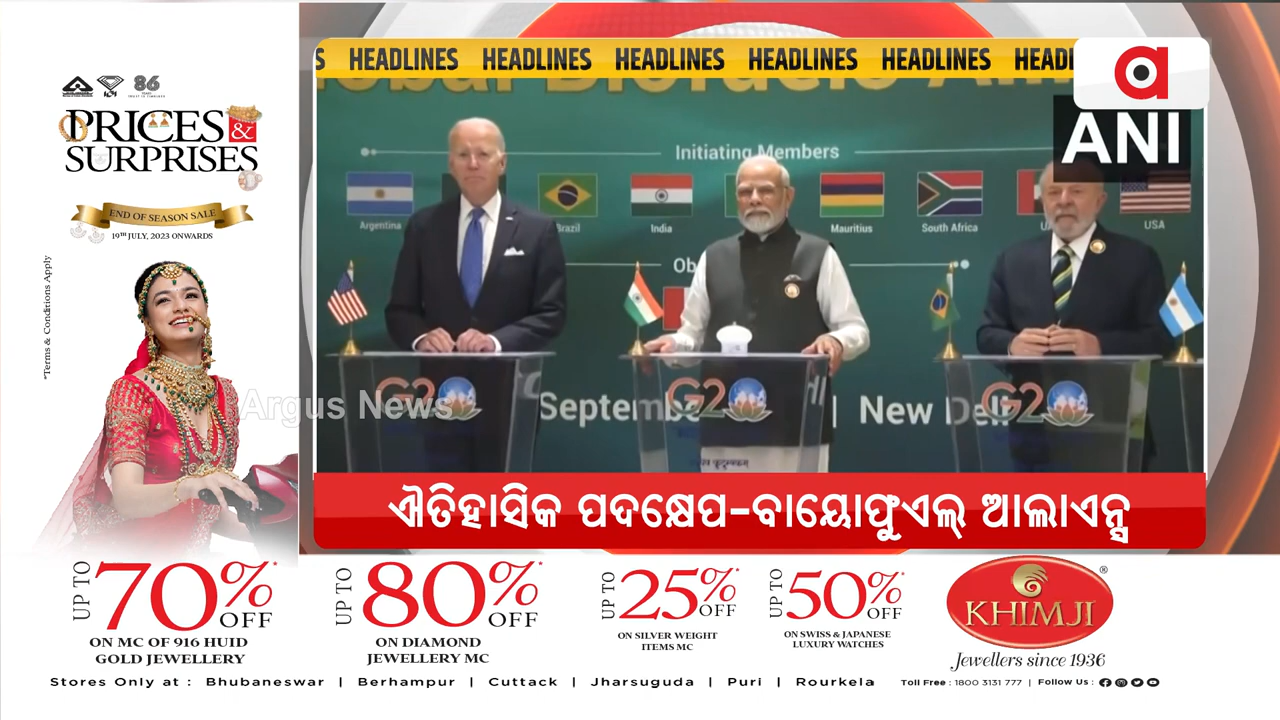 HEADLINES HEADLINES HEADLINES HEADLINES HEADLINES
ANI
Initiating Members
Argentina
India
Mauritius
South Africa
USA
G20
G20
G20
September
New Delhi
Argus News
ଐତିହାସିକ ପଦକ୍ଷେପ-ବାୟୋଫୁଏଲ୍ ଆଲାଏନ୍ସ
86
PRICES &
SURPRISES
END OF SEASON SALE
19TH JULY, 2023 ONWARDS
*Terms & Conditions Apply
UP TO 70%* OFF
ON MC OF 916 HUID
GOLD JEWELLERY
UP TO 80%* OFF
ON DIAMOND
JEWELLERY MC
UP TO 25%* OFF
ON SILVER WEIGHT
ITEMS MC
UP TO 50%* OFF
ON SWISS & JAPANESE
LUXURY WATCHES
KHIMJI ®
Jewellers since 1936
Stores Only at : Bhubaneswar | Berhampur | Cuttack | Jharsuguda | Puri | Rourkela
Toll Free : 1800 3131 777 | Follow Us :